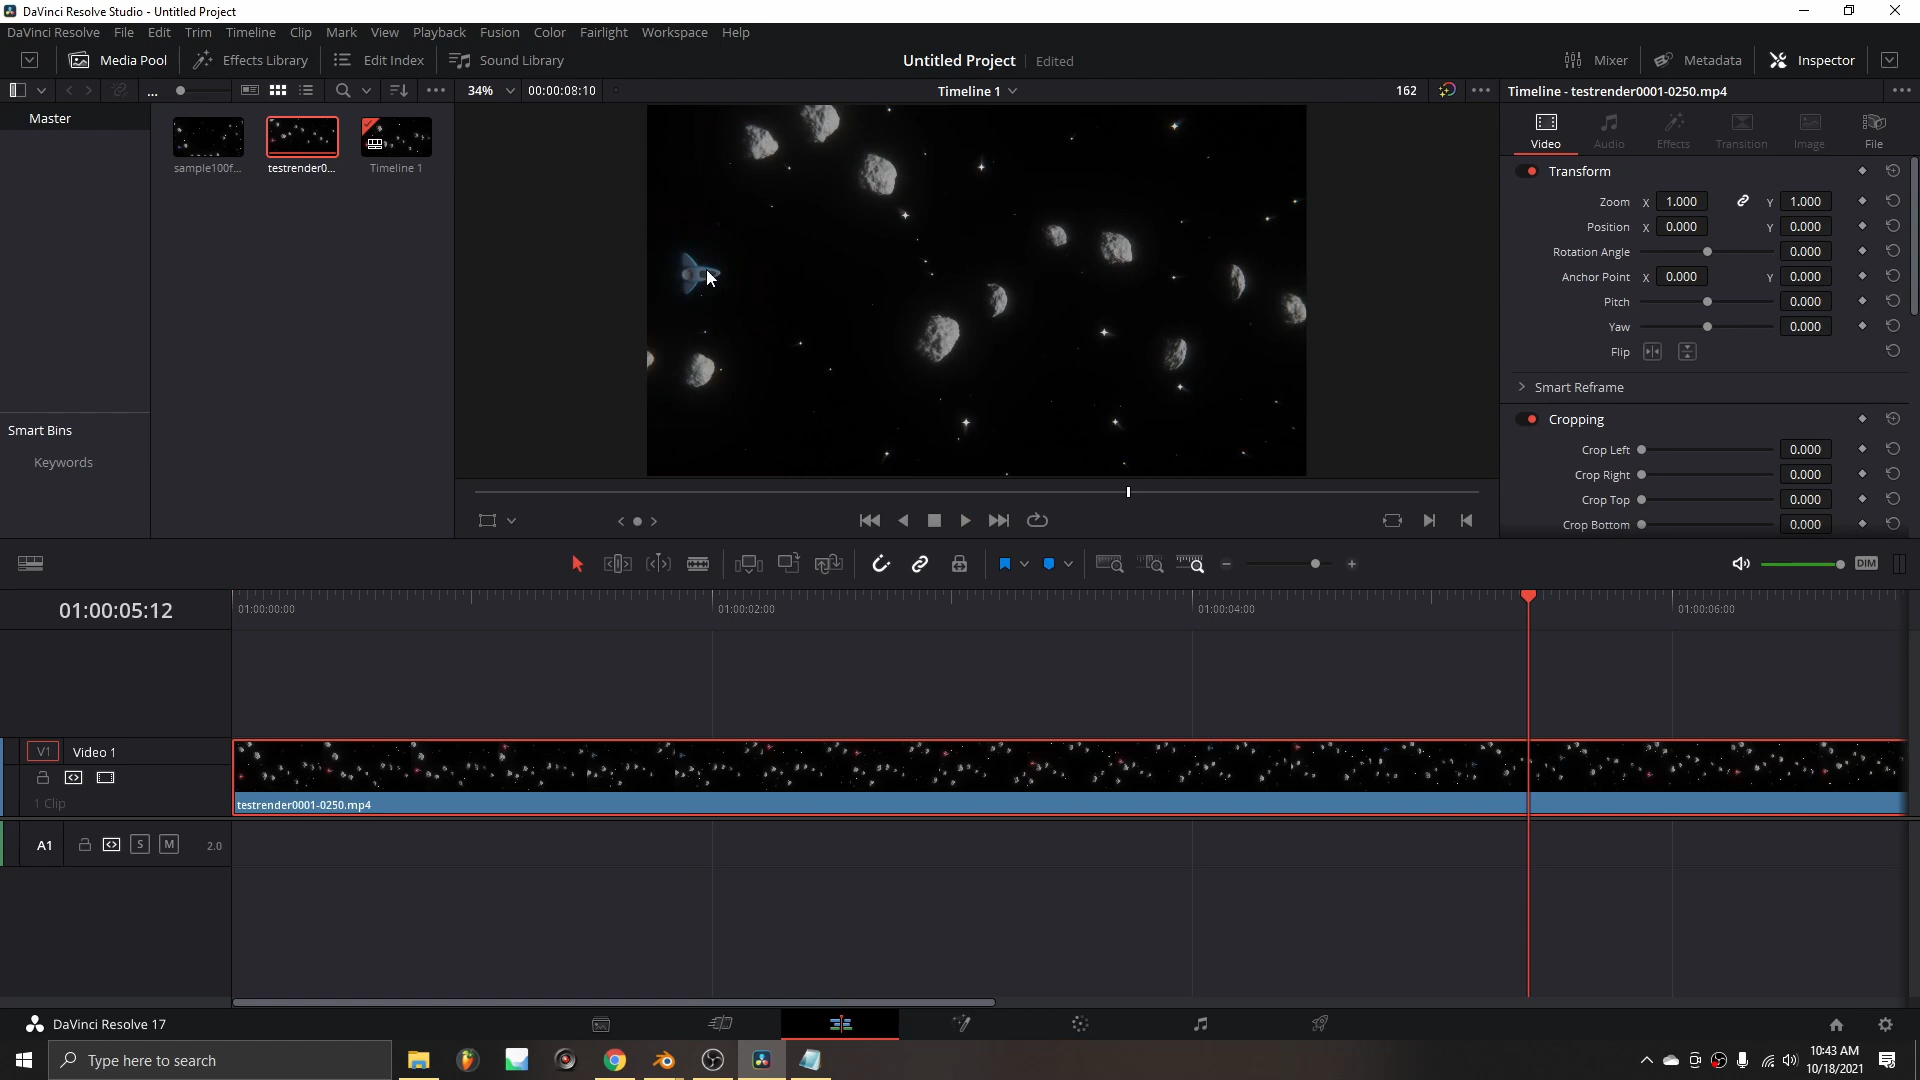 DaVinci Resolve Studio - Untitled Project
DaVinci Resolve File Edit Trim Timeline Clip Mark View Playback Fusion Color Fairlight Workspace Help
Media Pool Effects Library Edit Index Sound Library Untitled Project Edited Mixer Metadata Inspector
... 34% 00:00:08:10 Timeline 1 162 Timeline - testrender0001-0250.mp4
Master
sample100f... testrender0... Timeline 1
Video Audio Effects Transition Image File
Transform
Zoom X 1.000 Y 1.000
Position X 0.000 Y 0.000
Rotation Angle 0.000
Anchor Point X 0.000 Y 0.000
Pitch 0.000
Yaw 0.000
Flip
Smart Reframe
Cropping
Crop Left 0.000
Crop Right 0.000
Crop Top 0.000
Crop Bottom 0.000
Smart Bins
Keywords
DIM
01:00:05:12
01:00:00:00 01:00:02:00 01:00:04:00 01:00:06:00
V1 Video 1
1 Clip
testrender0001-0250.mp4
A1 S M 2.0
DaVinci Resolve 17
Type here to search
10:43 AM
10/18/2021